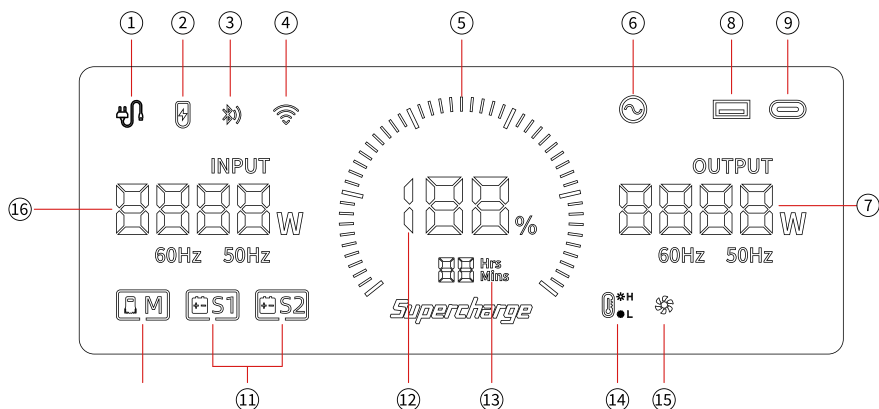 ① ② ③ ④ ⑤ ⑥ ⑧ ⑨
INPUT
OUTPUT
⑯ 8888 W
188 %
8888 W ⑦
60Hz 50Hz
88 Hrs Mins
60Hz 50Hz
Supercharge
M
S1
S2
H
L
⑪ ⑫ ⑬ ⑭ ⑮